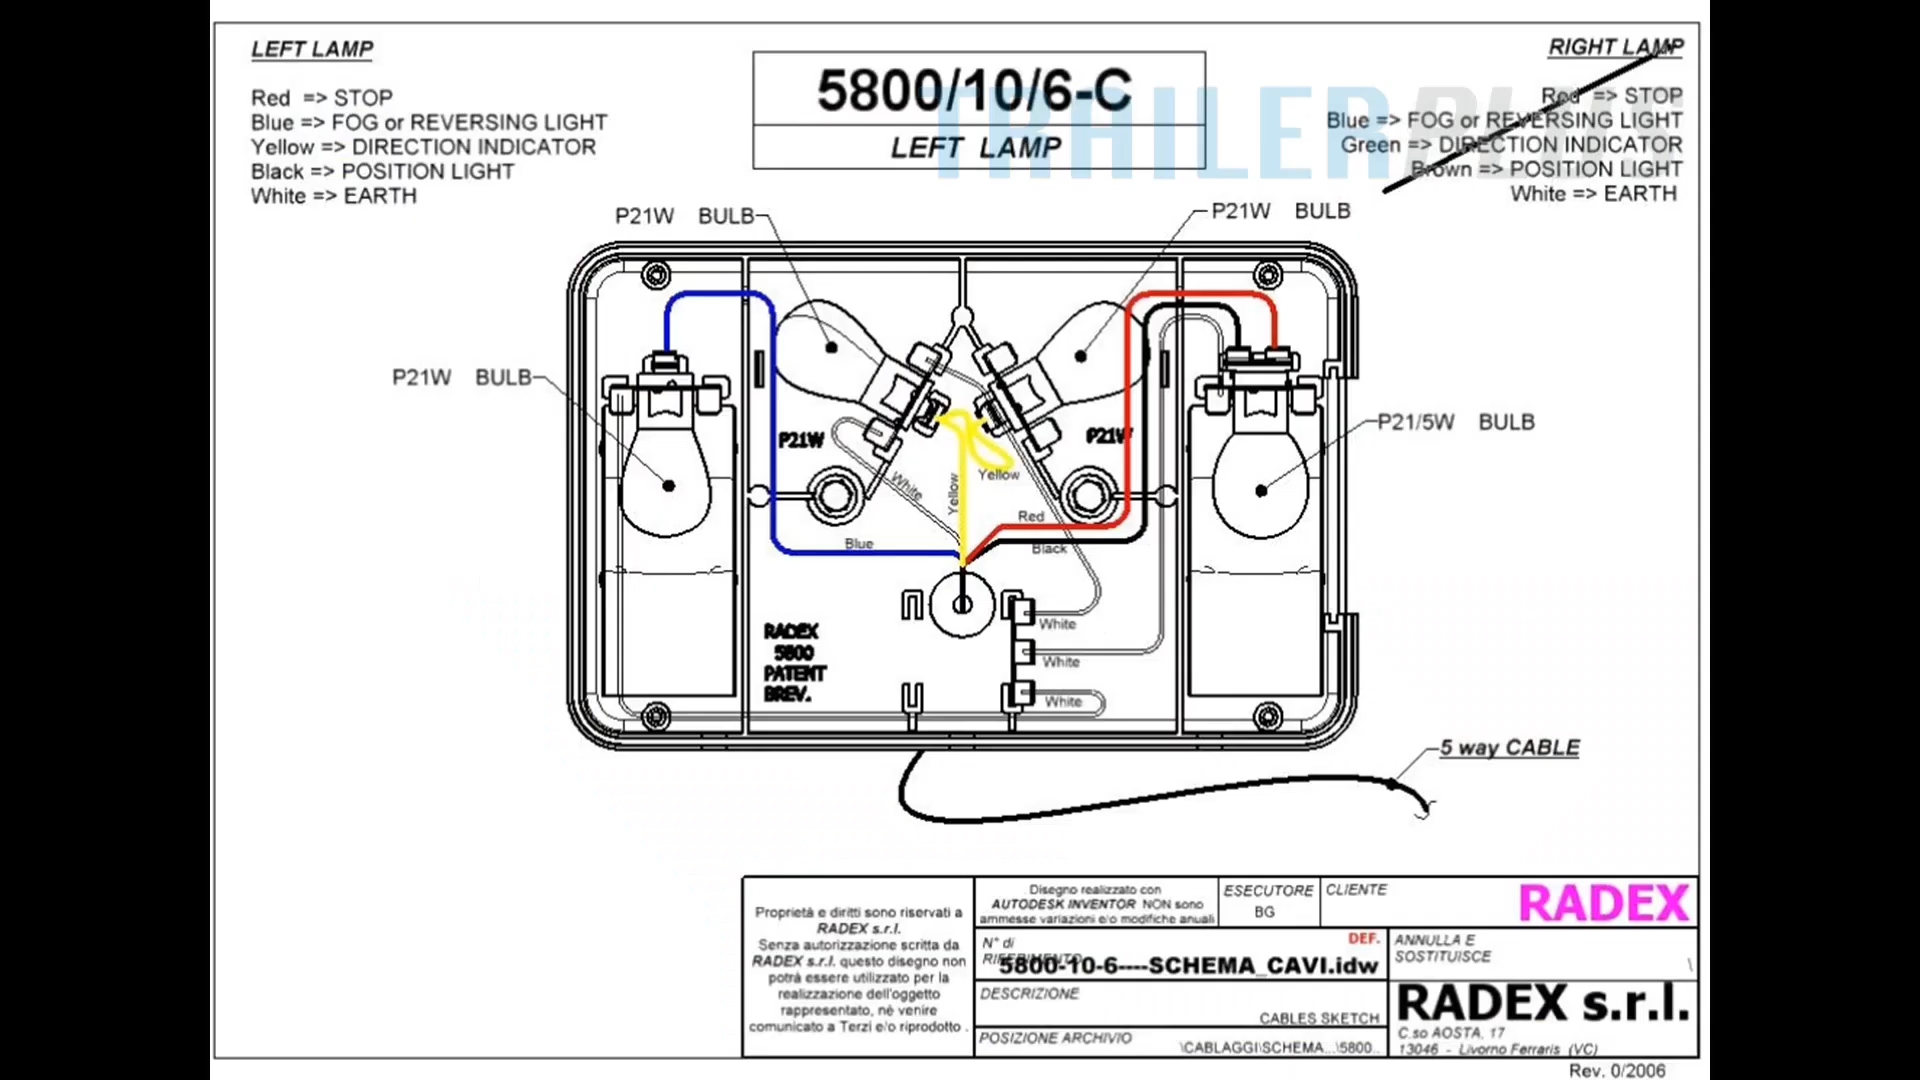 LEFT LAMP
Red => STOP
Blue => FOG or REVERSING LIGHT
Yellow => DIRECTION INDICATOR
Black => POSITION LIGHT
White => EARTH
5800/10/6-C
LEFT LAMP
TRAILERPLUS
RIGHT LAMP
Red => STOP
Blue => FOG or REVERSING LIGHT
Green => DIRECTION INDICATOR
Brown => POSITION LIGHT
White => EARTH
P21W BULB
P21W BULB
P21W BULB
P21/5W BULB
P21W
P21W
White
Yellow
Yellow
Red
Black
Blue
White
White
White
RADEX
5800
PATENT
BREV.
5 way CABLE
Proprietà e diritti sono riservati a
RADEX s.r.l.
Senza autorizzazione scritta da
RADEX s.r.l. questo disegno non
potrà essere utilizzato per la
realizzazione dell'oggetto
rappresentato, nè venire
comunicato a Terzi e/o riprodotto .
Disegno realizzato con
AUTODESK INVENTOR NON sono
ammesse variazioni e/o modifiche anuali
ESECUTORE
BG
CLIENTE
RADEX
N° di
RIFERIMENTO
DEF.
5800-10-6----SCHEMA_CAVI.idw
ANNULLA E
SOSTITUISCE
\
DESCRIZIONE
CABLES SKETCH
POSIZIONE ARCHIVIO
\CABLAGGI\SCHEMA...\5800..
RADEX s.r.l.
C.so AOSTA, 17
13046 - Livorno Ferraris (VC)
Rev. 0/2006